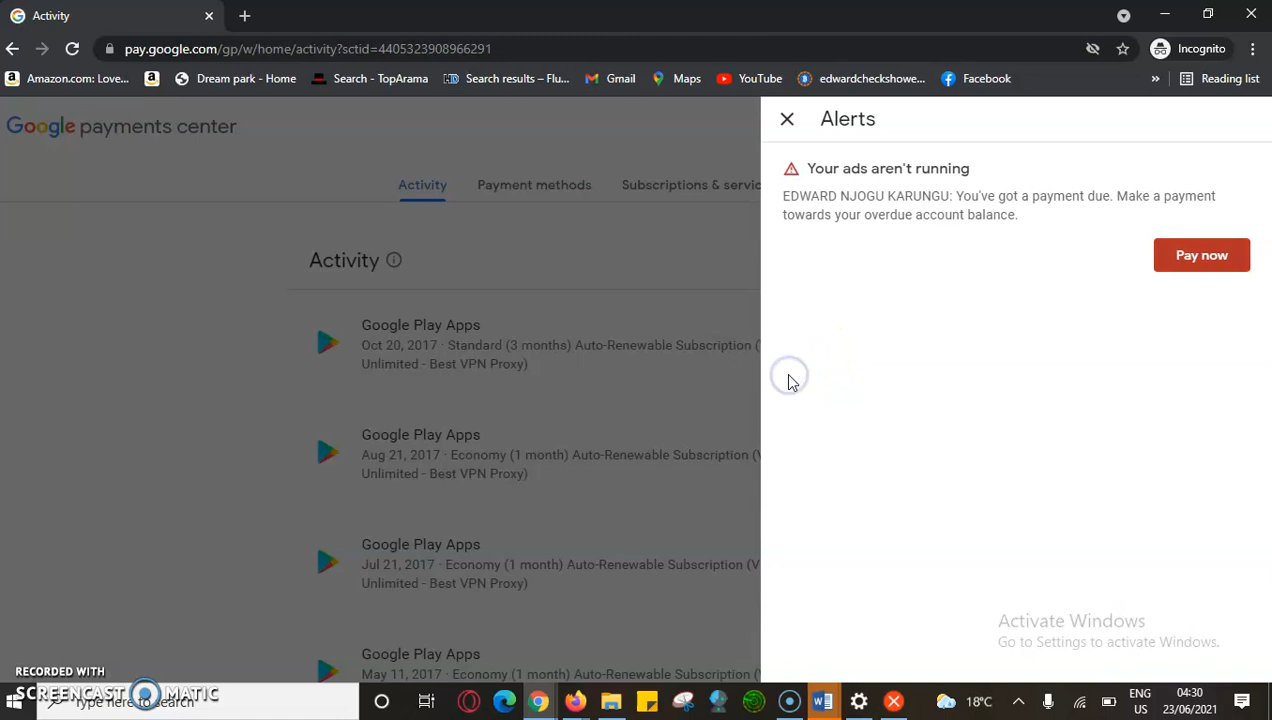 Activity
pay.google.com/gp/w/home/activity?sctid=4405323908966291
Incognito
Amazon.com: Love...
Dream park - Home
Search - TopArama
Search results – Flu...
Gmail
Maps
YouTube
edwardcheckshowe...
Facebook
»
Reading list
Google payments center
Alerts
Activity
Payment methods
Subscriptions & servic
Your ads aren't running
EDWARD NJOGU KARUNGU: You've got a payment due. Make a payment
towards your overdue account balance.
Pay now
Activity
Google Play Apps
Oct 20, 2017 · Standard (3 months) Auto-Renewable Subscription (
Unlimited - Best VPN Proxy)
Google Play Apps
Aug 21, 2017 · Economy (1 month) Auto-Renewable Subscription (V
Unlimited - Best VPN Proxy)
Google Play Apps
Jul 21, 2017 · Economy (1 month) Auto-Renewable Subscription (V
Unlimited - Best VPN Proxy)
Google Play Apps
May 11, 2017 · Economy (1 month) Auto-Renewable Subscription (
Activate Windows
Go to Settings to activate Windows.
RECORDED WITH
SCREENCAST MATIC
Type here to search
18°C
ENG
US
04:30
23/06/2021